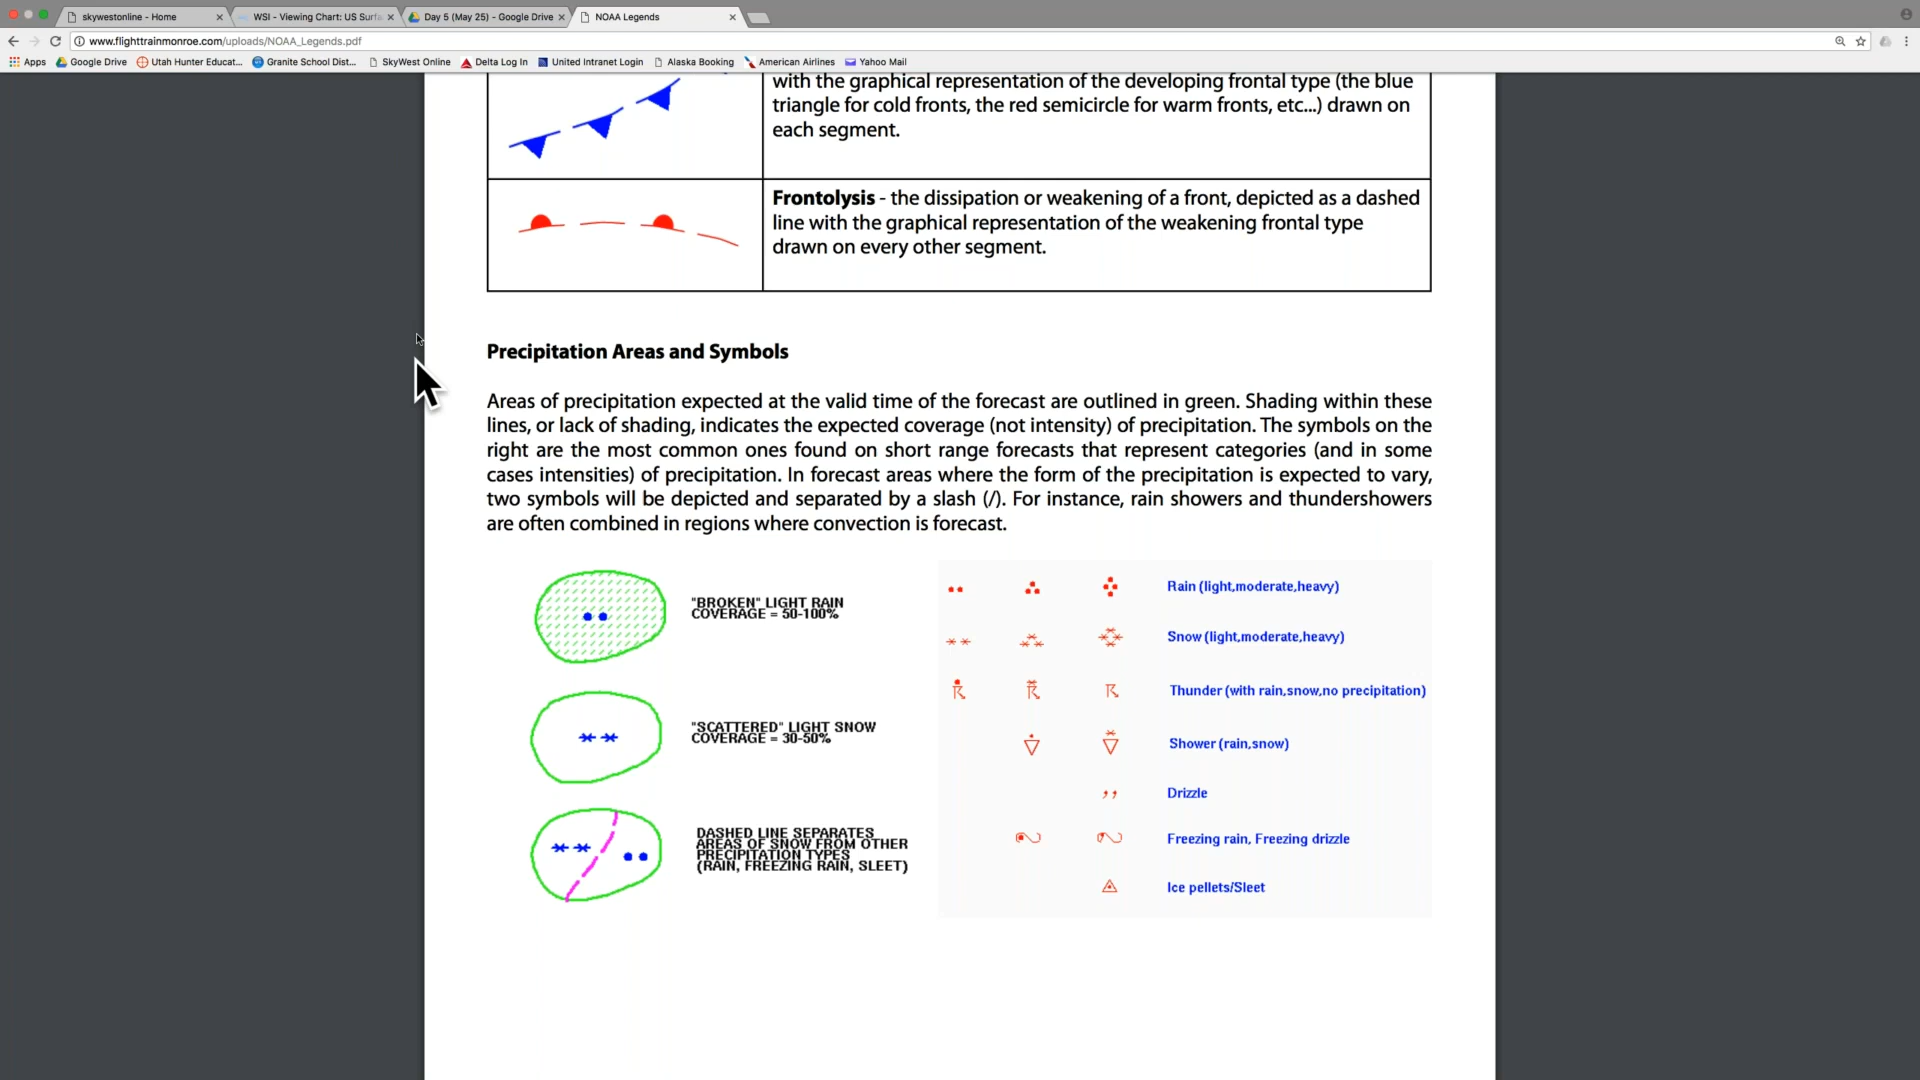 skywestonline - Home
WSI - Viewing Chart: US Surfa
Day 5 (May 25) - Google Drive
NOAA Legends
www.flighttrainmonroe.com/uploads/NOAA_Legends.pdf
Apps Google Drive Utah Hunter Educat... Granite School Dist... SkyWest Online Delta Log In United Intranet Login Alaska Booking American Airlines Yahoo Mail
with the graphical representation of the developing frontal type (the blue
triangle for cold fronts, the red semicircle for warm fronts, etc...) drawn on
each segment.
Frontolysis - the dissipation or weakening of a front, depicted as a dashed
line with the graphical representation of the weakening frontal type
drawn on every other segment.
Precipitation Areas and Symbols
Areas of precipitation expected at the valid time of the forecast are outlined in green. Shading within these
lines, or lack of shading, indicates the expected coverage (not intensity) of precipitation. The symbols on the
right are the most common ones found on short range forecasts that represent categories (and in some
cases intensities) of precipitation. In forecast areas where the form of the precipitation is expected to vary,
two symbols will be depicted and separated by a slash (/). For instance, rain showers and thundershowers
are often combined in regions where convection is forecast.
"BROKEN" LIGHT RAIN
COVERAGE = 50-100%
"SCATTERED" LIGHT SNOW
COVERAGE = 30-50%
DASHED LINE SEPARATES
AREAS OF SNOW FROM OTHER
PRECIPITATION TYPES
(RAIN, FREEZING RAIN, SLEET)
Rain (light,moderate,heavy)
Snow (light,moderate,heavy)
Thunder (with rain,snow,no precipitation)
Shower (rain,snow)
Drizzle
Freezing rain, Freezing drizzle
Ice pellets/Sleet